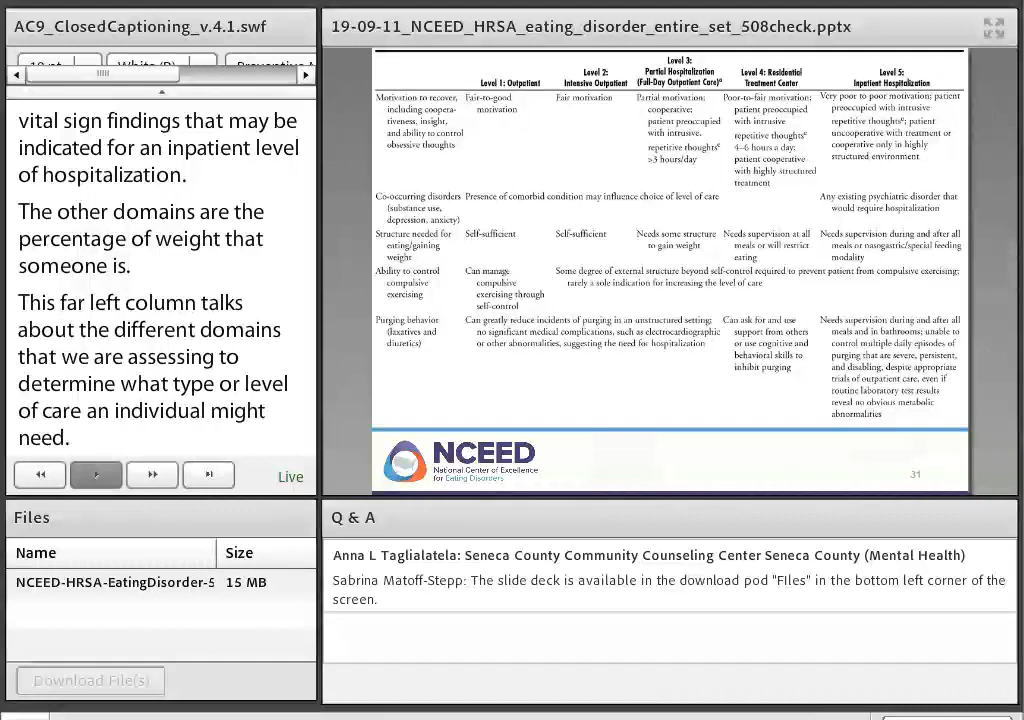 AC9_ClosedCaptioning_v.4.1.swf
vital sign findings that may be
indicated for an inpatient level
of hospitalization.
The other domains are the
percentage of weight that
someone is.
This far left column talks
about the different domains
that we are assessing to
determine what type or level
of care an individual might
need.
Live
19-09-11_NCEED_HRSA_eating_disorder_entire_set_508check.pptx
Level 1: Outpatient
Level 2:
Intensive Outpatient
Level 3:
Partial Hospitalization
(Full-Day Outpatient Care)ᵃ
Level 4: Residential
Treatment Center
Level 5:
Inpatient Hospitalization
Motivation to recover,
including coopera-
tiveness, insight,
and ability to control
obsessive thoughts
Fair-to-good
motivation
Fair motivation
Partial motivation;
cooperative;
patient preoccupied
with intrusive,
repetitive thoughtsᶜ
>3 hours/day
Poor-to-fair motivation;
patient preoccupied
with intrusive
repetitive thoughtsᶜ
4–6 hours a day;
patient cooperative
with highly structured
treatment
Very poor to poor motivation; patient
preoccupied with intrusive
repetitive thoughtsᶜ; patient
uncooperative with treatment or
cooperative only in highly
structured environment
Co-occurring disorders
(substance use,
depression, anxiety)
Presence of comorbid condition may influence choice of level of care
Any existing psychiatric disorder that
would require hospitalization
Structure needed for
eating/gaining
weight
Self-sufficient
Self-sufficient
Needs some structure
to gain weight
Needs supervision at all
meals or will restrict
eating
Needs supervision during and after all
meals or nasogastric/special feeding
modality
Ability to control
compulsive
exercising
Can manage
compulsive
exercising through
self-control
Some degree of external structure beyond self-control required to prevent patient from compulsive exercising;
rarely a sole indication for increasing the level of care
Purging behavior
(laxatives and
diuretics)
Can greatly reduce incidents of purging in an unstructured setting;
no significant medical complications, such as electrocardiographic
or other abnormalities, suggesting the need for hospitalization
Can ask for and use
support from others
or use cognitive and
behavioral skills to
inhibit purging
Needs supervision during and after all
meals and in bathrooms; unable to
control multiple daily episodes of
purging that are severe, persistent,
and disabling, despite appropriate
trials of outpatient care, even if
routine laboratory test results
reveal no obvious metabolic
abnormalities
NCEED
National Center of Excellence
for Eating Disorders
31
Files
Name Size
NCEED-HRSA-EatingDisorder-5 15 MB
Download File(s)
Q & A
Anna L Taglialatela: Seneca County Community Counseling Center Seneca County (Mental Health)
Sabrina Matoff-Stepp: The slide deck is available in the download pod "FIles" in the bottom left corner of the
screen.